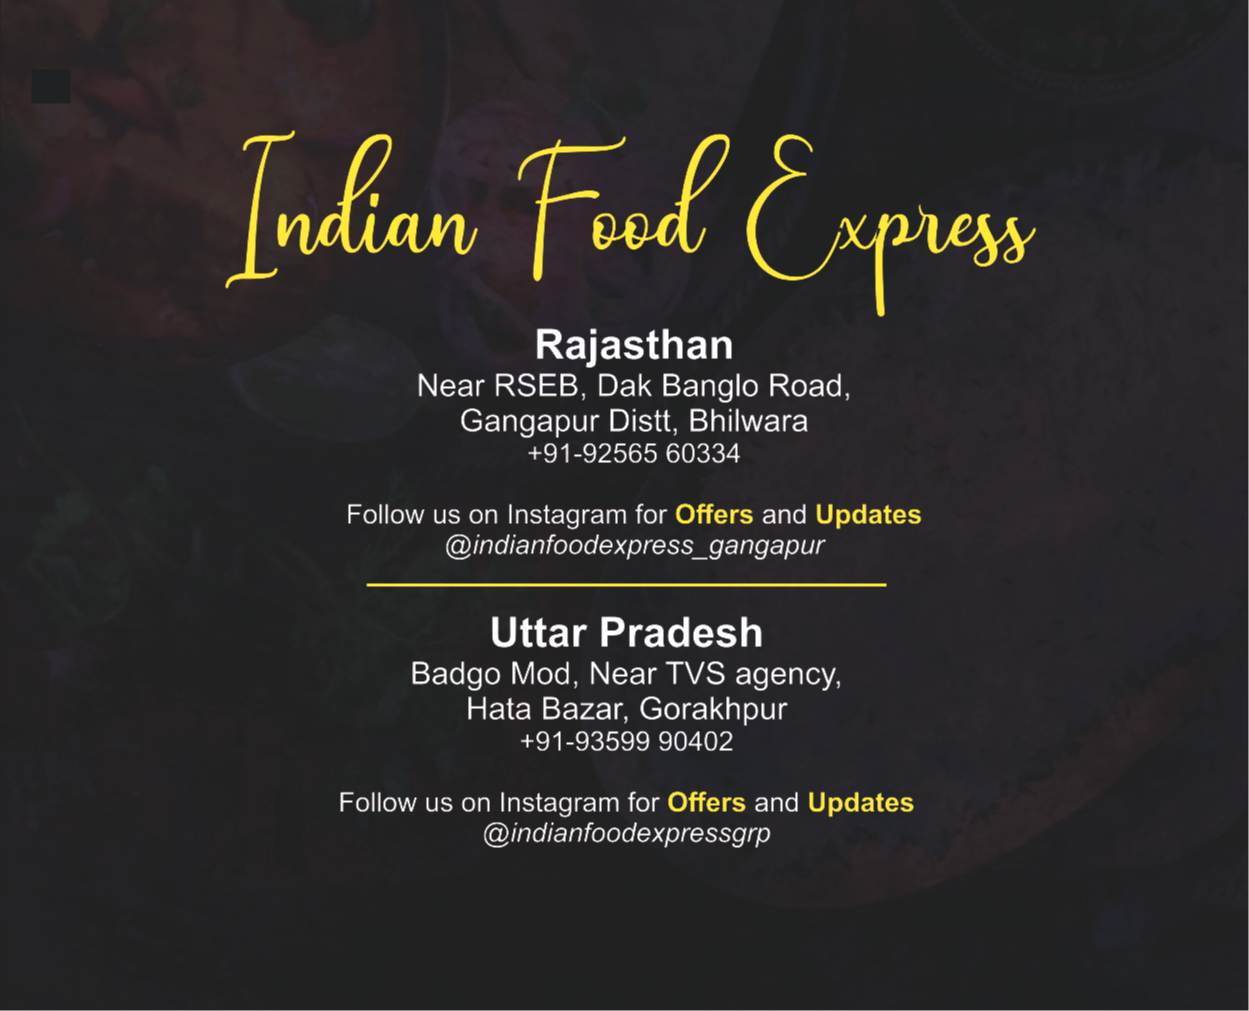 Indian Food Express
Rajasthan
Near RSEB, Dak Banglo Road,
Gangapur Distt, Bhilwara
+91-92565 60334
Follow us on Instagram for Offers and Updates
@indianfoodexpress_gangapur
Uttar Pradesh
Badgo Mod, Near TVS agency,
Hata Bazar, Gorakhpur
+91-93599 90402
Follow us on Instagram for Offers and Updates
@indianfoodexpressgrp